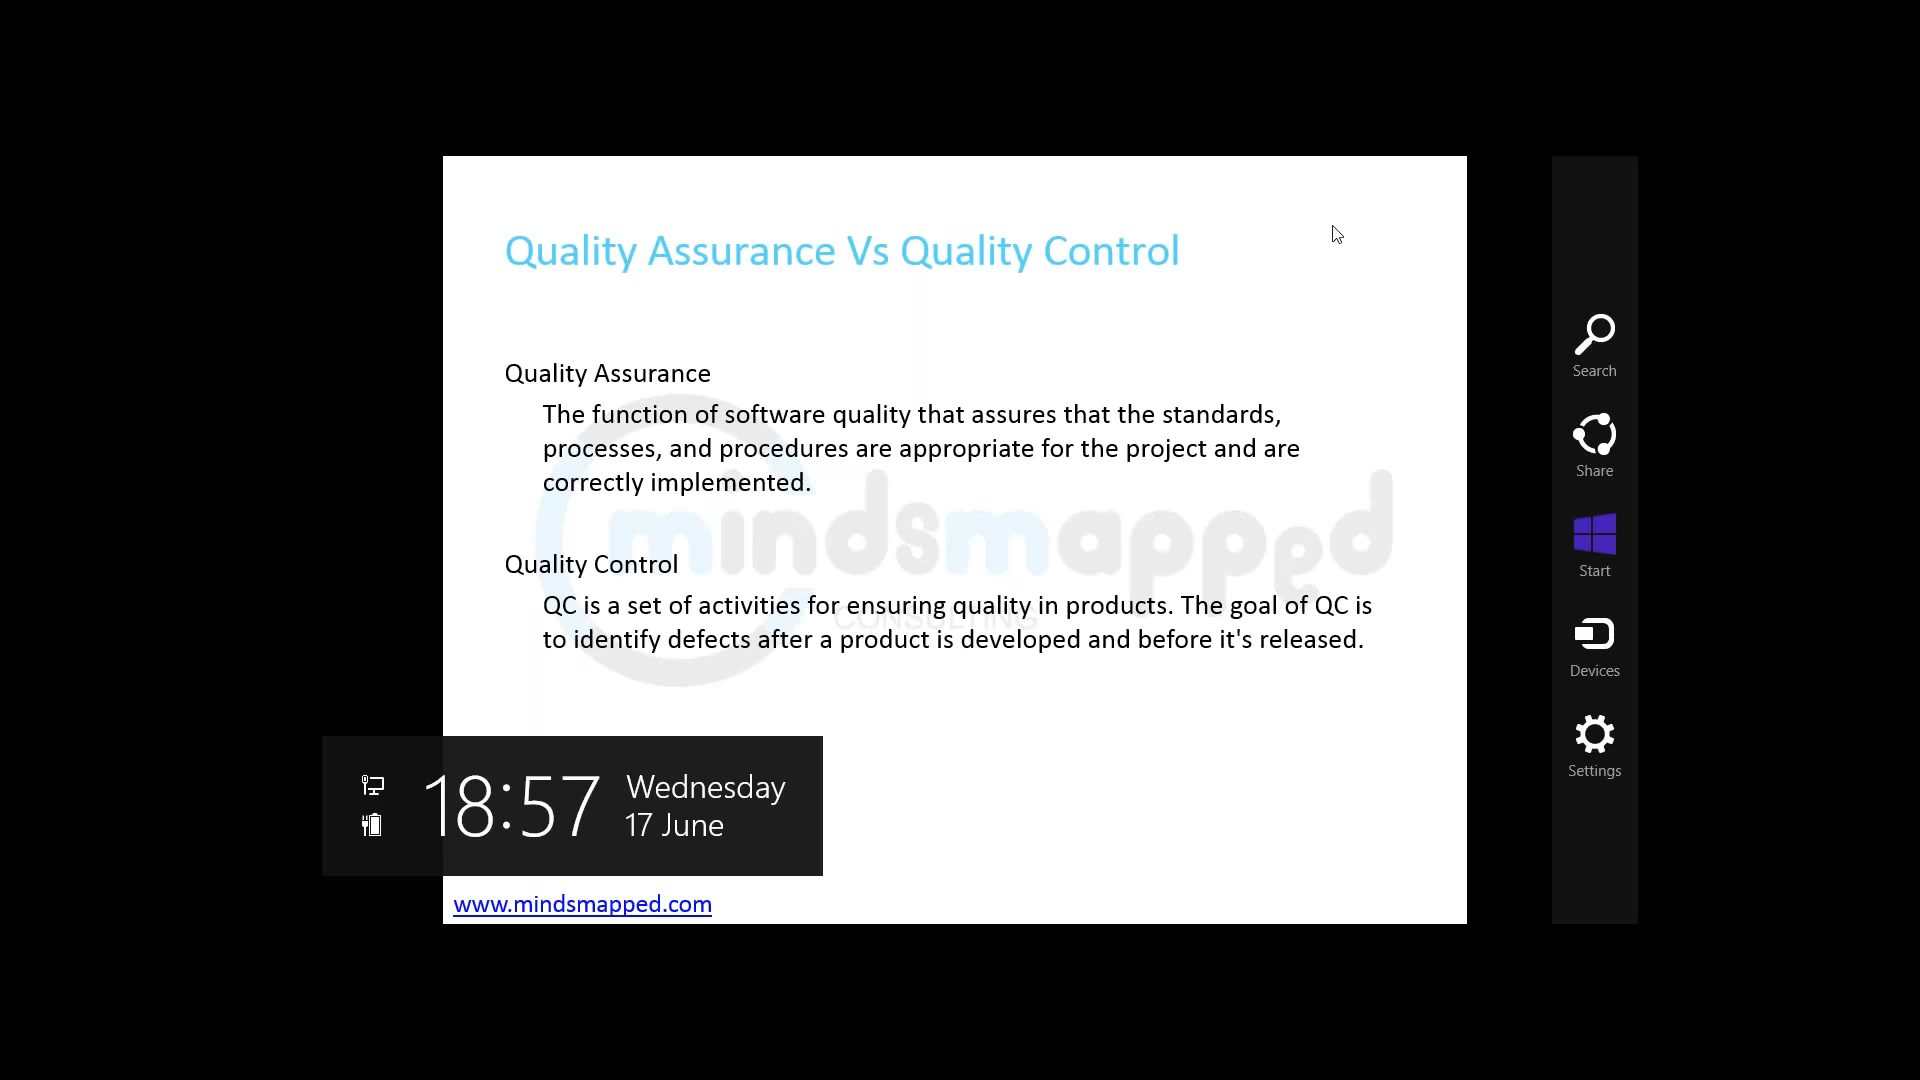 Quality Assurance Vs Quality Control
Quality Assurance
The function of software quality that assures that the standards,
processes, and procedures are appropriate for the project and are
correctly implemented.
mindsmapped
CONSULTING
Quality Control
QC is a set of activities for ensuring quality in products. The goal of QC is
to identify defects after a product is developed and before it's released.
18:57
Wednesday
17 June
www.mindsmapped.com
Search
Share
Start
Devices
Settings